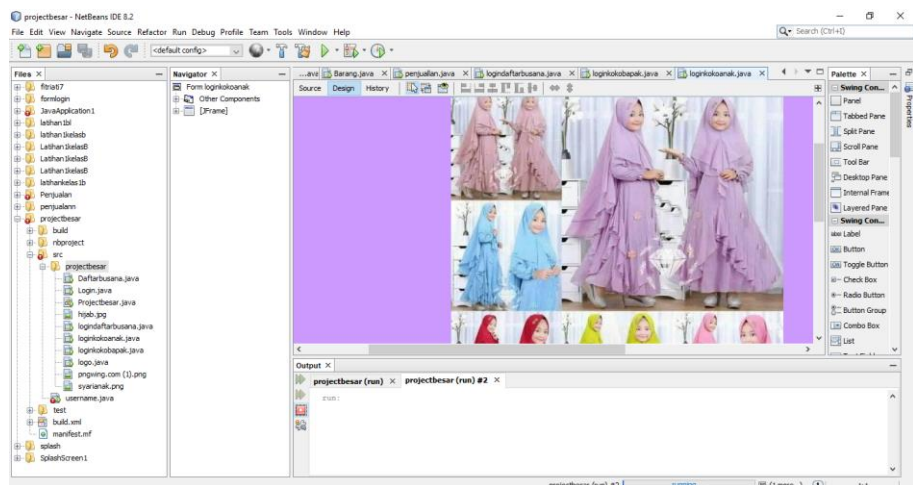 projectbesar - NetBeans IDE 8.2
File Edit View Navigate Source Refactor Run Debug Profile Team Tools Window Help
Search (Ctrl+I)
<default config>
Files
fitriati7
formlogin
JavaApplication1
latihan1bl
latihan1kelasb
Latihan1kelasB
Latihan1kelasB
Latihan1kelasB
latihankelas1b
Penjualan
penjualann
projectbesar
build
nbproject
src
projectbesar
Daftarbusana.java
Login.java
Projectbesar.java
hijab.jpg
logindaftarbusana.java
loginkokoanak.java
loginkokobapak.java
logo.java
pngwing.com (1).png
syarianak.png
username.java
test
build.xml
manifest.mf
splash
SplashScreen1
Navigator
Form loginkokoanak
Other Components
[JFrame]
...ava Barang.java penjualan.java logindaftarbusana.java loginkokobapak.java loginkokoanak.java
Source Design History
Output
projectbesar (run) projectbesar (run) #2
run:
Palette
Swing Con...
Panel
Tabbed Pane
Split Pane
Scroll Pane
Tool Bar
Desktop Pane
Internal Frame
Layered Pane
Swing Con...
label Label
Button
Toggle Button
Check Box
Radio Button
Button Group
Combo Box
List
Properties
projectbesar (run) #2 running